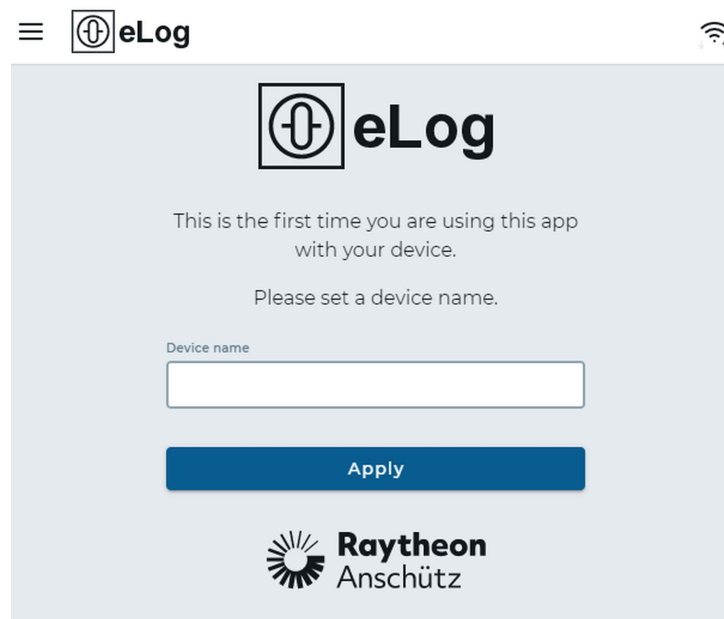 eLog
eLog
This is the first time you are using this app
with your device.
Please set a device name.
Device name
Apply
Raytheon
Anschütz